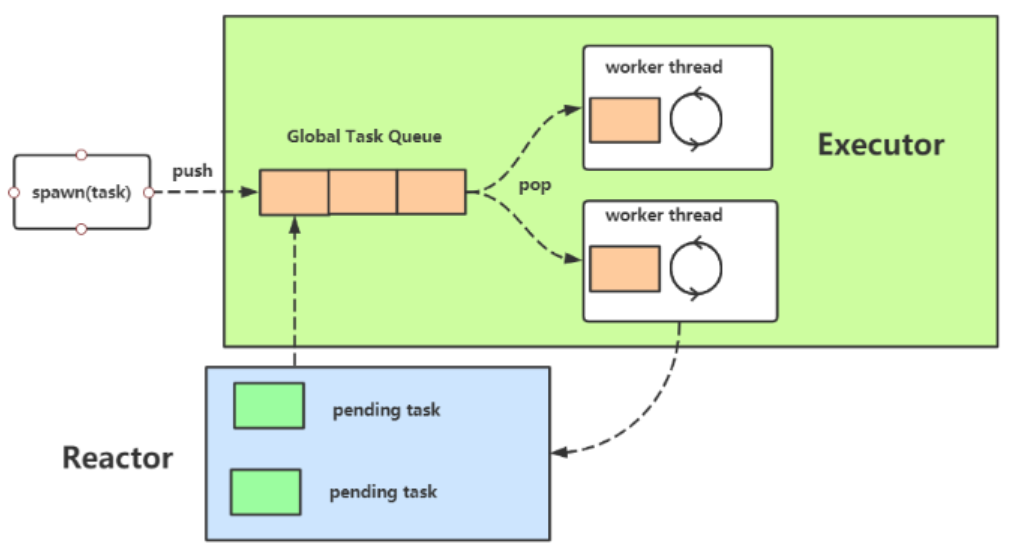 worker thread
Executor
Global Task Queue
push
spawn(task)
pop
worker thread
pending task
Reactor
pending task